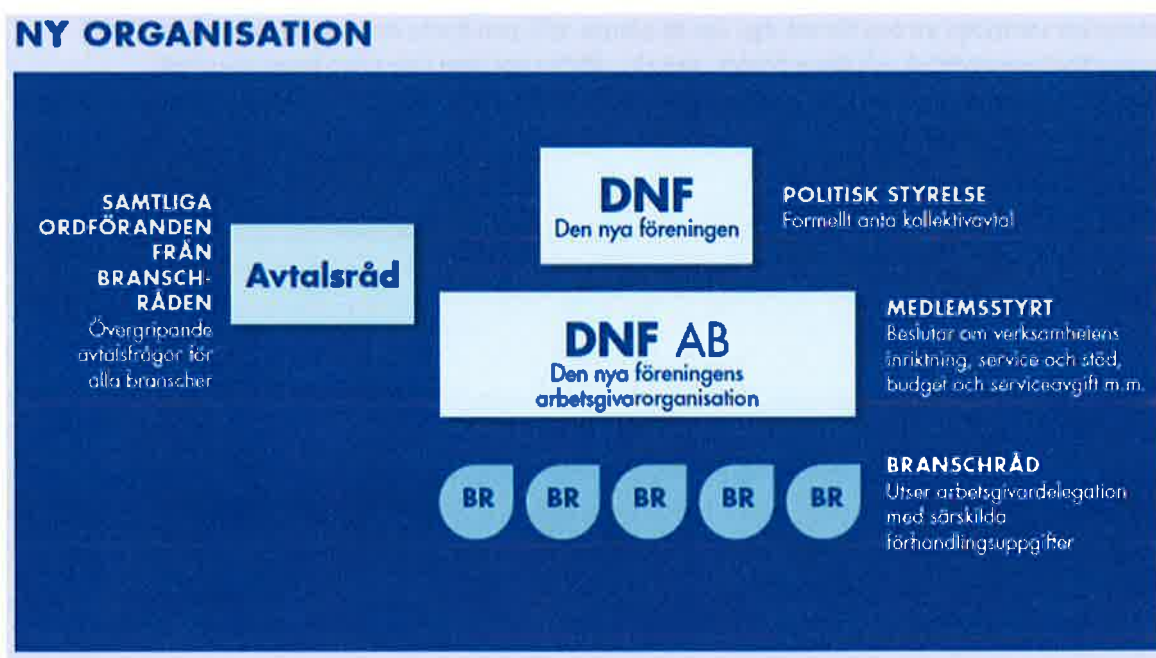 NY ORGANISATION
SAMTLIGA
ORDFÖRANDEN
FRÅN
BRANSCH-
RÅDEN
Övergripande
avtalsfrågor för
alla branscher
Avtalsråd
DNF
Den nya föreningen
POLITISK STYRELSE
Formellt anta kollektivavtal
DNF AB
Den nya föreningens
arbetsgivarorganisation
MEDLEMSSTYRT
Beslutar om verksamhetens
inriktning, service och stöd,
budget och serviceavgift m.m.
BR BR BR BR BR
BRANSCHRÅD
Utser arbetsgivardelegation
med särskilda
förhandlingsuppgifter